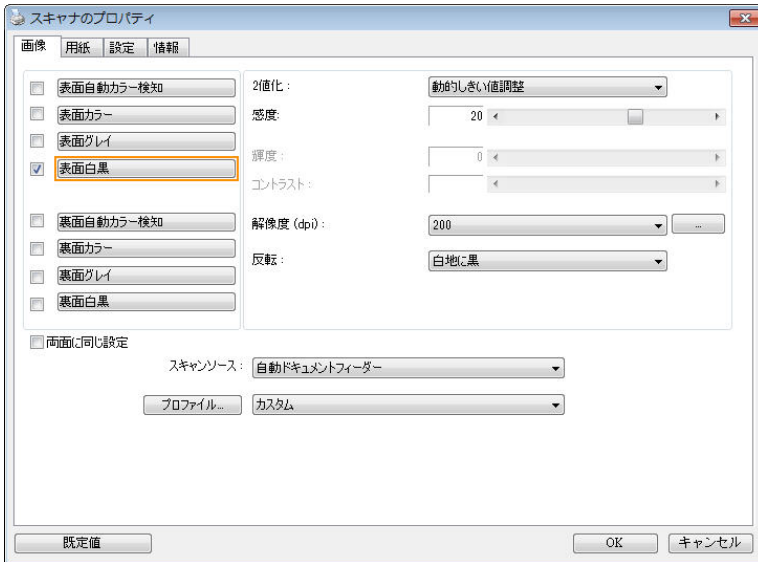 スキャナのプロパティ
画像 用紙 設定 情報
表面自動カラー検知
表面カラー
表面グレイ
表面白黒
裏面自動カラー検知
裏面カラー
裏面グレイ
裏面白黒
2値化： 動的しきい値調整
感度： 20
輝度： 0
コントラスト：
解像度 (dpi)： 200 ...
反転： 白地に黒
両面に同じ設定
スキャンソース： 自動ドキュメントフィーダー
プロファイル... カスタム
既定値 OK キャンセル